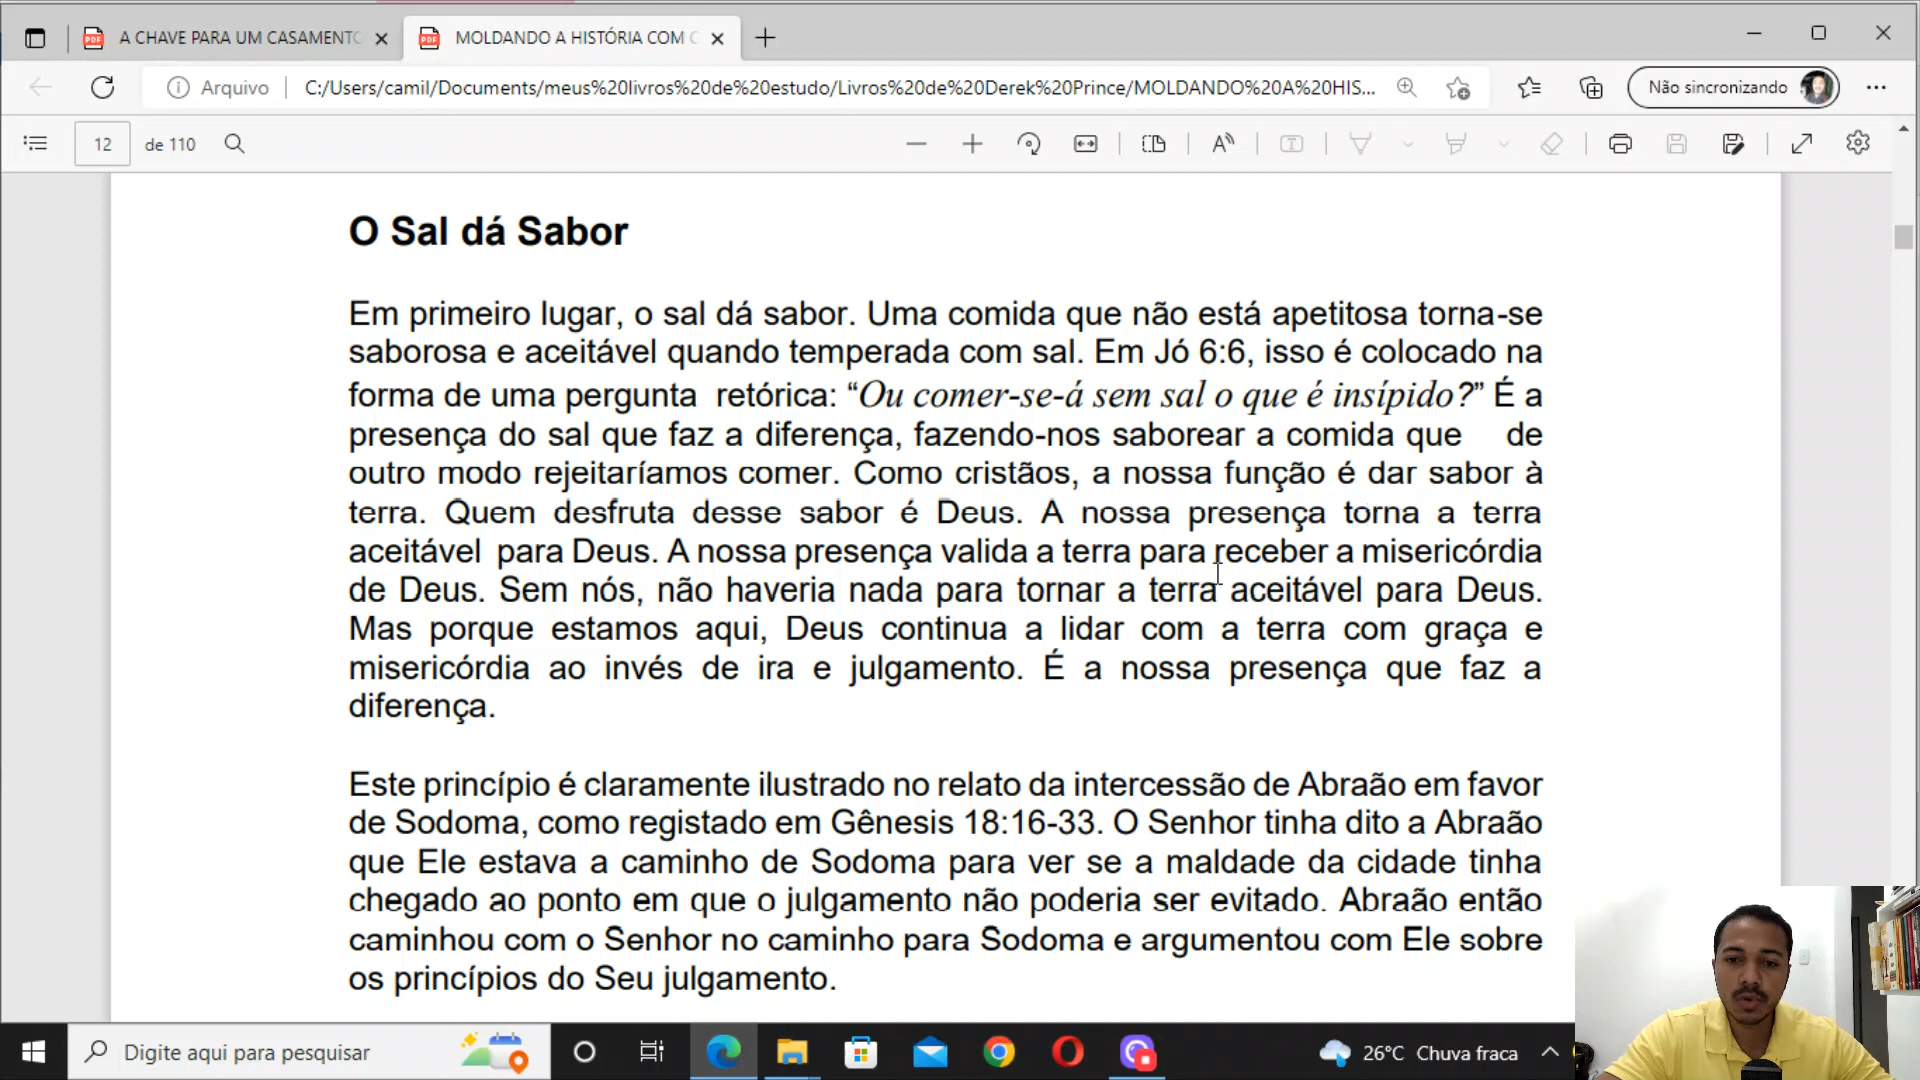 A CHAVE PARA UM CASAMENTO
MOLDANDO A HISTÓRIA COM
Arquivo
C:/Users/camil/Documents/meus%20livros%20de%20estudo/Livros%20de%20Derek%20Prince/MOLDANDO%20A%20HIS...
Não sincronizando
12 de 110
O Sal dá Sabor
Em primeiro lugar, o sal dá sabor. Uma comida que não está apetitosa torna-se
saborosa e aceitável quando temperada com sal. Em Jó 6:6, isso é colocado na
forma de uma pergunta retórica: “Ou comer-se-á sem sal o que é insípido?” É a
presença do sal que faz a diferença, fazendo-nos saborear a comida que de
outro modo rejeitaríamos comer. Como cristãos, a nossa função é dar sabor à
terra. Quem desfruta desse sabor é Deus. A nossa presença torna a terra
aceitável para Deus. A nossa presença valida a terra para receber a misericórdia
de Deus. Sem nós, não haveria nada para tornar a terra aceitável para Deus.
Mas porque estamos aqui, Deus continua a lidar com a terra com graça e
misericórdia ao invés de ira e julgamento. É a nossa presença que faz a
diferença.
Este princípio é claramente ilustrado no relato da intercessão de Abraão em favor
de Sodoma, como registado em Gênesis 18:16-33. O Senhor tinha dito a Abraão
que Ele estava a caminho de Sodoma para ver se a maldade da cidade tinha
chegado ao ponto em que o julgamento não poderia ser evitado. Abraão então
caminhou com o Senhor no caminho para Sodoma e argumentou com Ele sobre
os princípios do Seu julgamento.
Digite aqui para pesquisar
26°C Chuva fraca